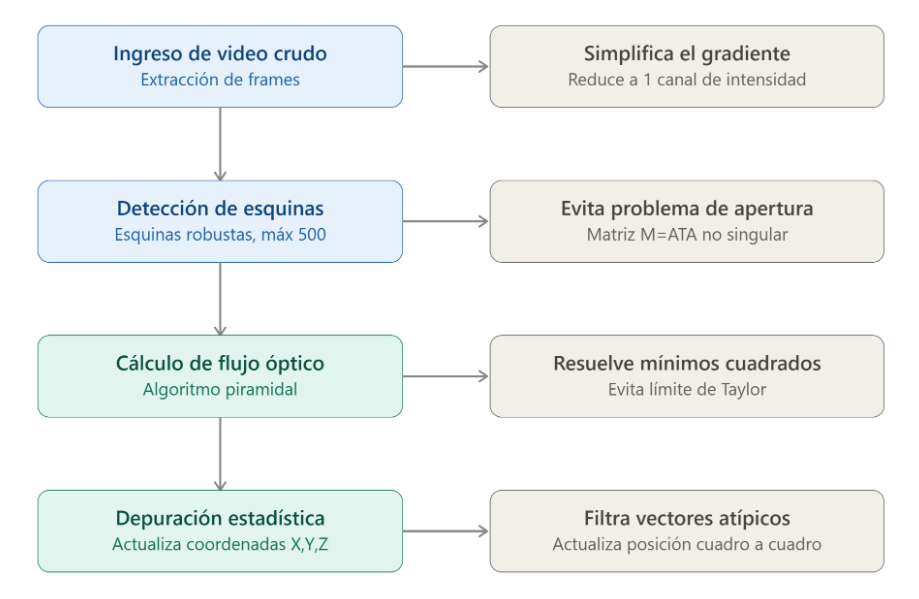 Ingreso de video crudo
Extracción de frames
Simplifica el gradiente
Reduce a 1 canal de intensidad
Detección de esquinas
Esquinas robustas, máx 500
Evita problema de apertura
Matriz M=ATA no singular
Cálculo de flujo óptico
Algoritmo piramidal
Resuelve mínimos cuadrados
Evita límite de Taylor
Depuración estadística
Actualiza coordenadas X,Y,Z
Filtra vectores atípicos
Actualiza posición cuadro a cuadro